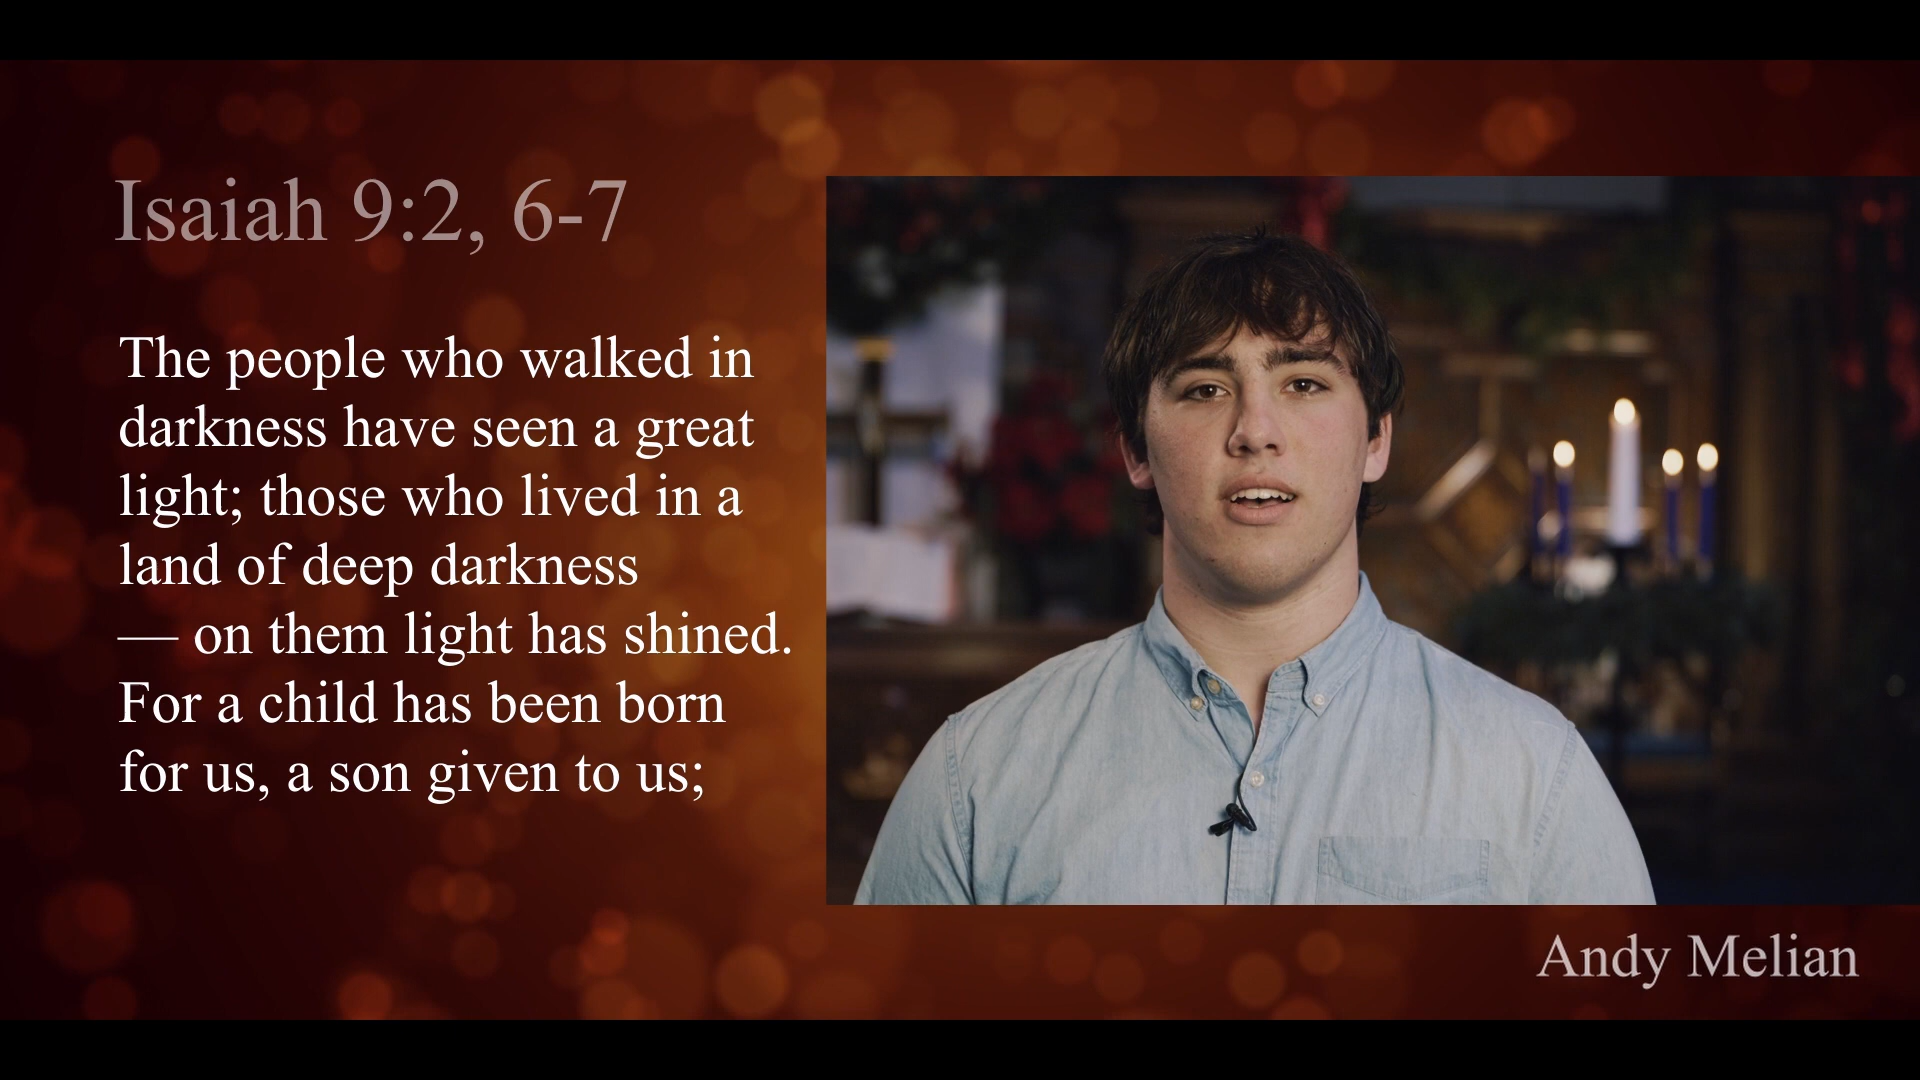 Isaiah 9:2, 6-7
The people who walked in
darkness have seen a great
light; those who lived in a
land of deep darkness
— on them light has shined.
For a child has been born
for us, a son given to us;
Andy Melian